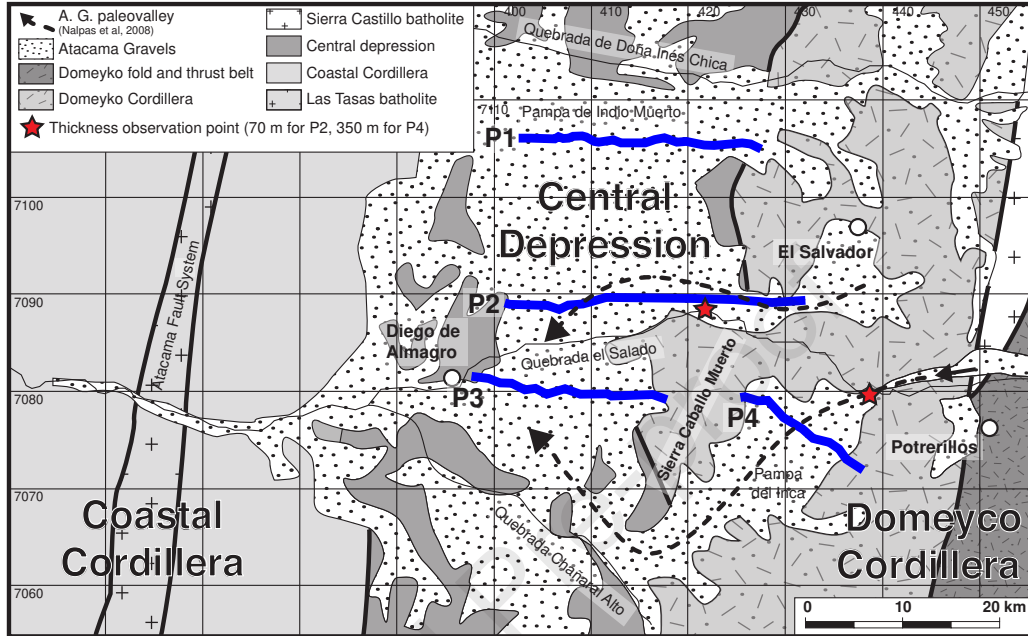 A. G. paleovalley
(Nalpas et al, 2008)
Atacama Gravels
Domeyko fold and thrust belt
Domeyko Cordillera
Sierra Castillo batholite
Central depression
Coastal Cordillera
Las Tasas batholite
Thickness observation point (70 m for P2, 350 m for P4)
400
410
420
430
440
450
Quebrada de Doña Inés Chica
7110
Pampa de Indio Muerto
P1
7100
Central
Depression
El Salvador
Atacama Fault System
7090
P2
Diego de
Almagro
Quebrada el Salado
7080
P3
Sierra Caballo Muerto
P4
Potrerillos
7070
Pampa
del Inca
Coastal
Cordillera
Quebrada Chañaral Alto
Domeyco
Cordillera
7060
0
10
20 km